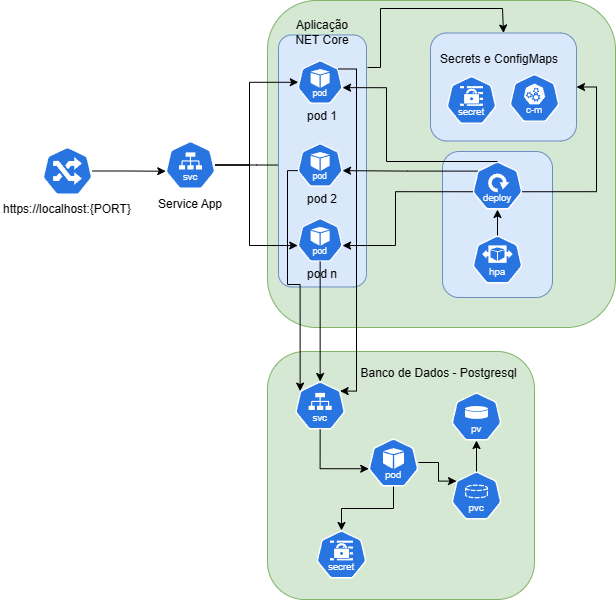 Aplicação
NET Core
Secrets e ConfigMaps
pod
pod 1
secret
c-m
svc
https://localhost:{PORT}
Service App
pod
pod 2
deploy
pod
pod n
hpa
Banco de Dados - Postgresql
svc
pv
pod
pvc
secret